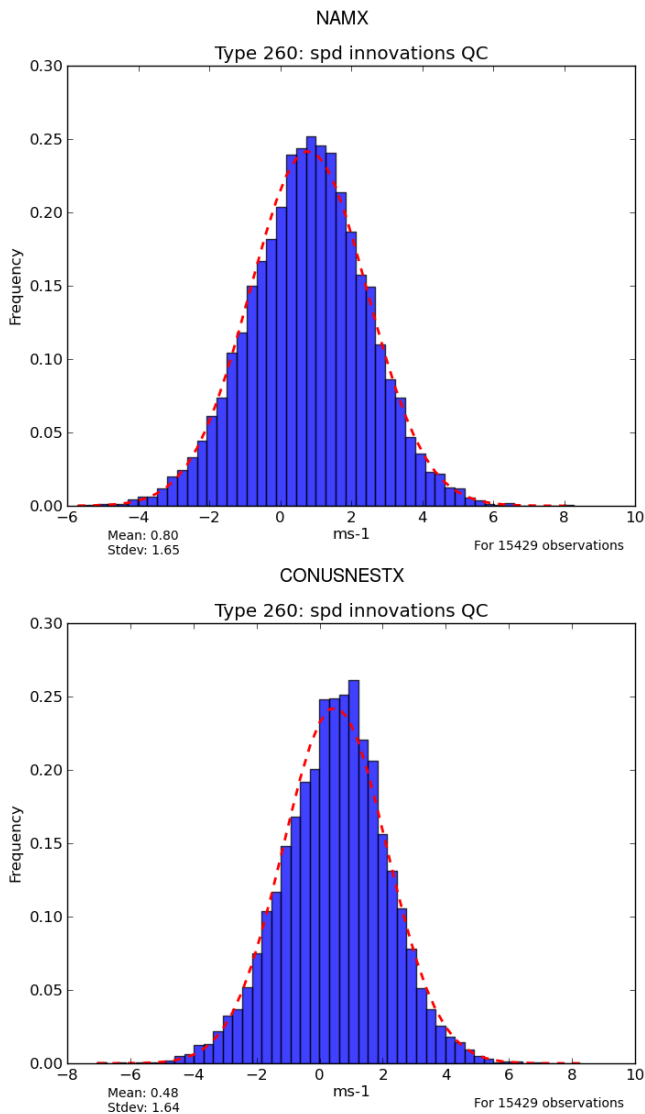 NAMX
Type 260: spd innovations QC
0.30
0.25
0.20
0.15
0.10
0.05
0.00
Frequency
−6 −4 −2 0 2 4 6 8 10
ms-1
Mean: 0.80
Stdev: 1.65
For 15429 observations
CONUSNESTX
Type 260: spd innovations QC
0.30
0.25
0.20
0.15
0.10
0.05
0.00
Frequency
−8 −6 −4 −2 0 2 4 6 8 10
ms-1
Mean: 0.48
Stdev: 1.64
For 15429 observations